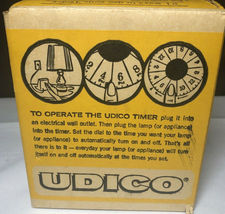 TO OPERATE THE UDICO TIMER plug it into
an electrical wall outlet. Then plug the lamp (or appliance)
into the timer. Set the dial to the time you want your lamp
(or appliance) to automatically turn on and off. That's all
there is to it — everyday your lamp (or appliance) will turn
itself on and off automatically at the times you set.
UDICO®